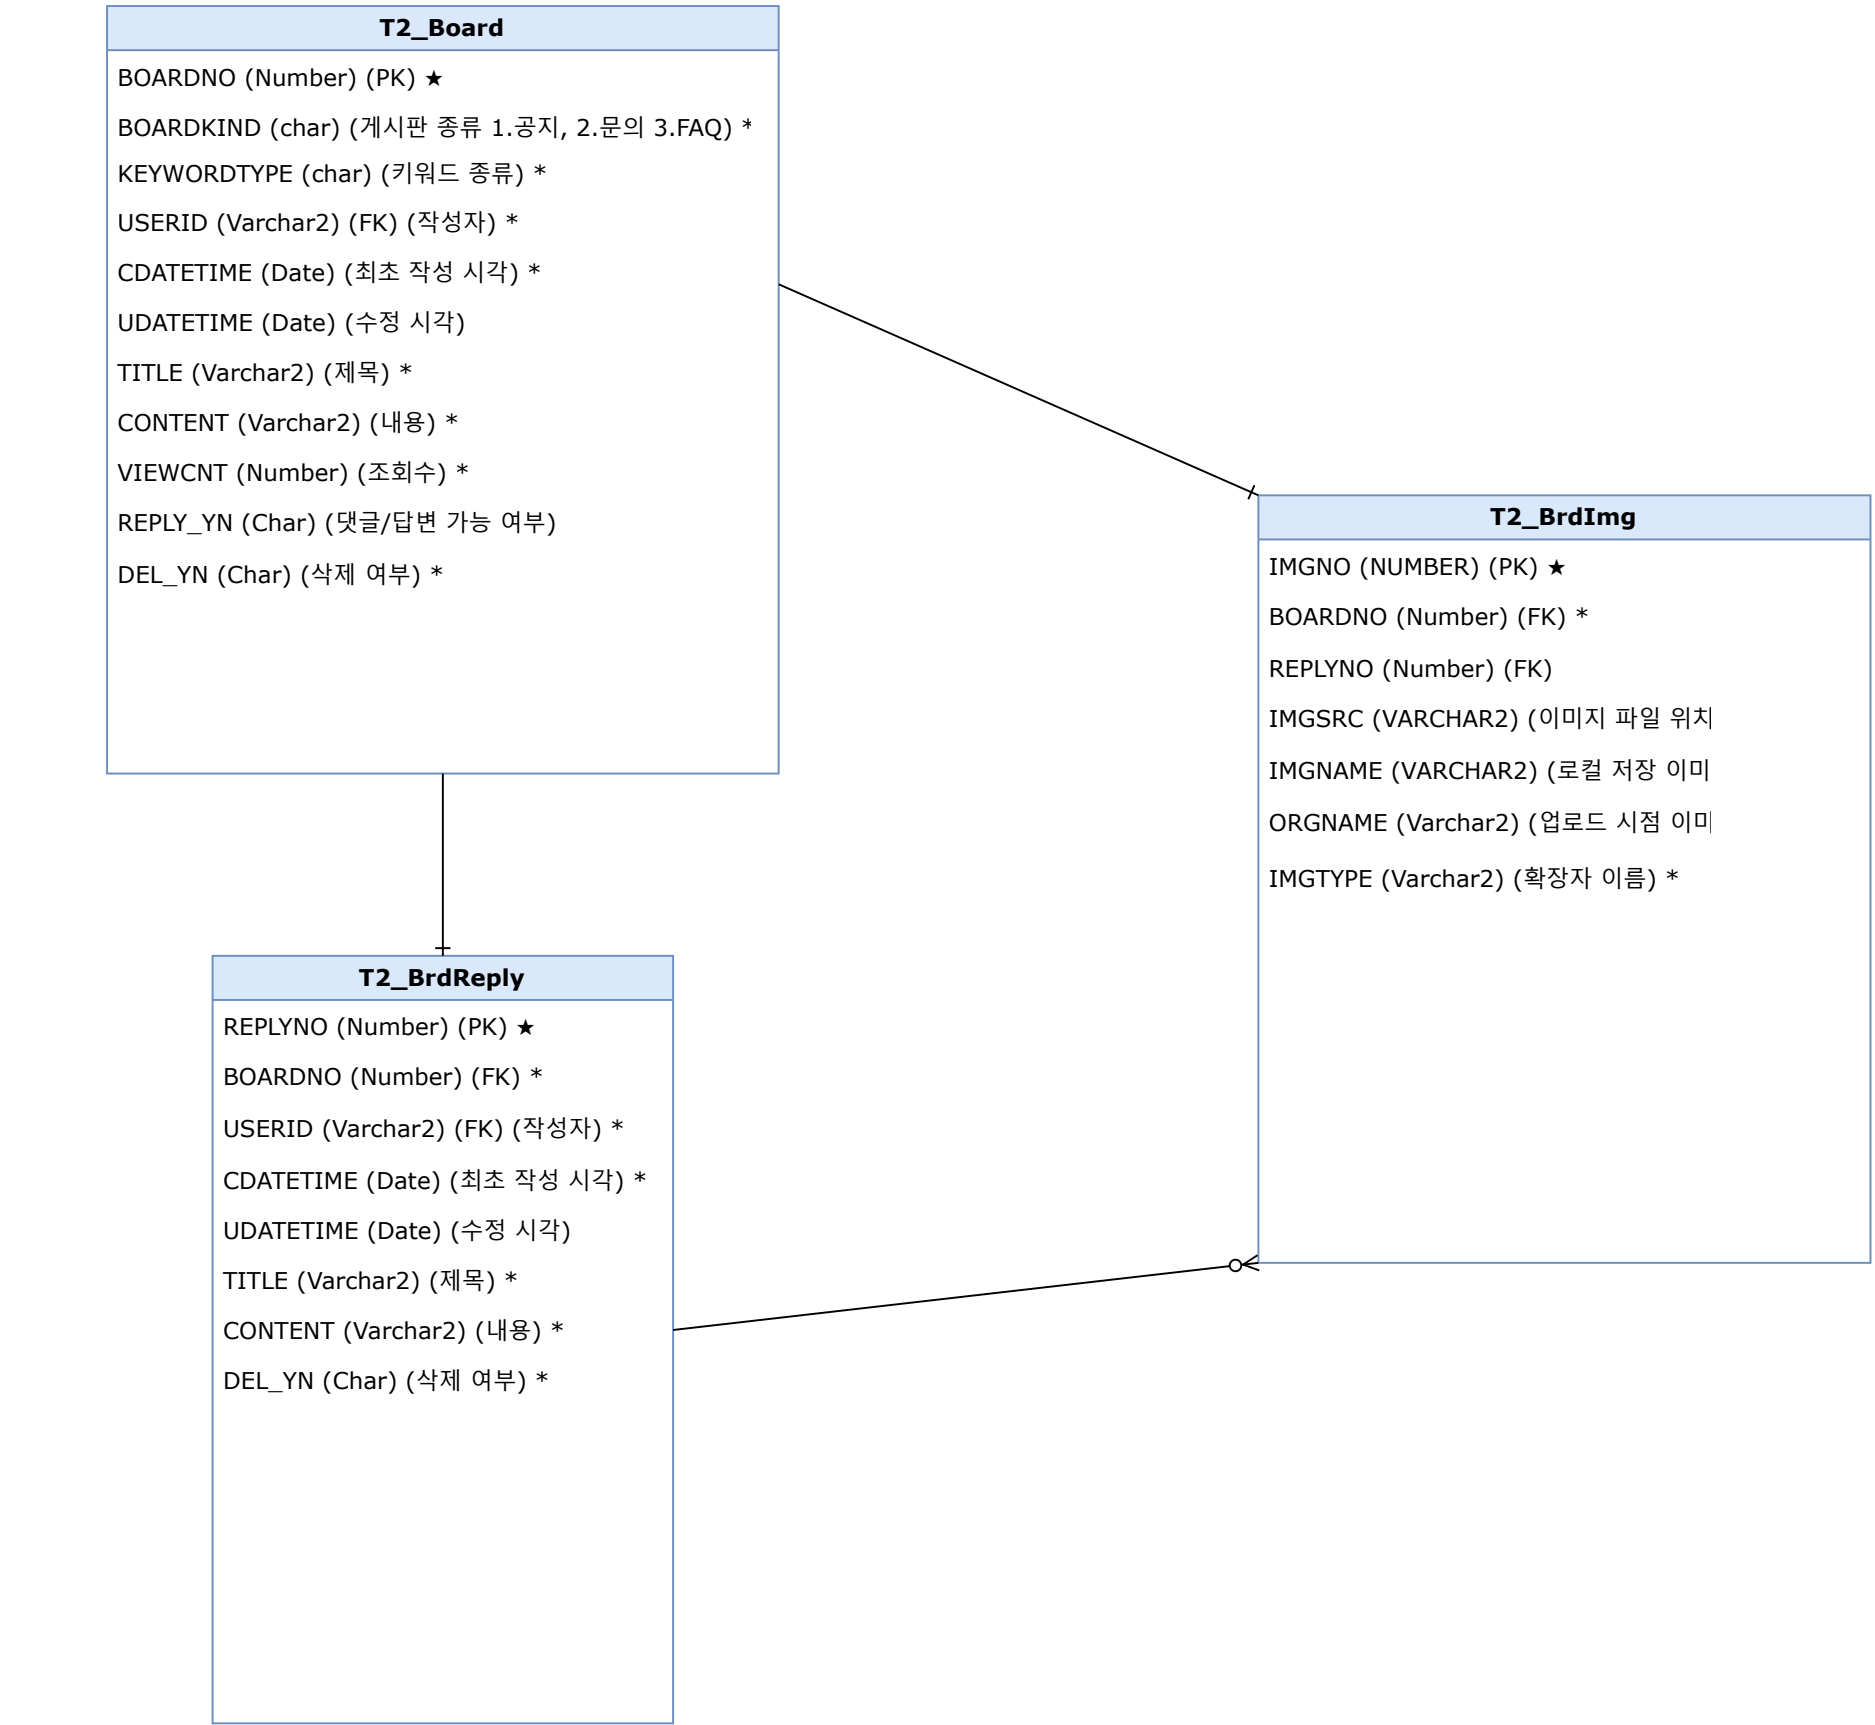 T2_Board
BOARDNO (Number) (PK) ★
BOARDKIND (char) (게시판 종류 1.공지, 2.문의 3.FAQ) *
KEYWORDTYPE (char) (키워드 종류) *
USERID (Varchar2) (FK) (작성자) *
CDATETIME (Date) (최초 작성 시각) *
UDATETIME (Date) (수정 시각)
TITLE (Varchar2) (제목) *
CONTENT (Varchar2) (내용) *
VIEWCNT (Number) (조회수) *
REPLY_YN (Char) (댓글/답변 가능 여부)
DEL_YN (Char) (삭제 여부) *
T2_BrdImg
IMGNO (NUMBER) (PK) ★
BOARDNO (Number) (FK) *
REPLYNO (Number) (FK)
IMGSRC (VARCHAR2) (이미지 파일 위치
IMGNAME (VARCHAR2) (로컬 저장 이미
ORGNAME (Varchar2) (업로드 시점 이미
IMGTYPE (Varchar2) (확장자 이름) *
T2_BrdReply
REPLYNO (Number) (PK) ★
BOARDNO (Number) (FK) *
USERID (Varchar2) (FK) (작성자) *
CDATETIME (Date) (최초 작성 시각) *
UDATETIME (Date) (수정 시각)
TITLE (Varchar2) (제목) *
CONTENT (Varchar2) (내용) *
DEL_YN (Char) (삭제 여부) *